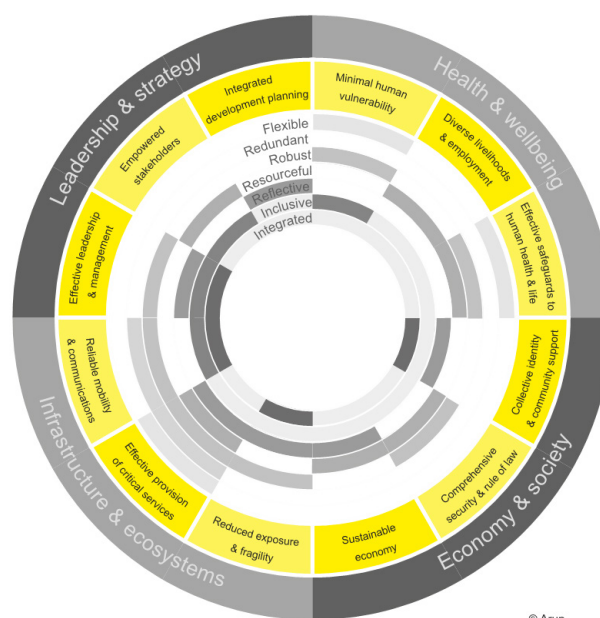 Leadership & strategy
Health & wellbeing
Economy & society
Infrastructure & ecosystems
Integrated
development planning
Minimal human
vulnerability
Diverse livelihoods
& employment
Effective safeguards to
human health & life
Collective identity
& community support
Comprehensive
security & rule of law
Sustainable
economy
Reduced exposure
& fragility
Effective provision
of critical services
Reliable mobility
& communications
Effective leadership
& management
Empowered
stakeholders
Flexible
Redundant
Robust
Resourceful
Reflective
Inclusive
Integrated